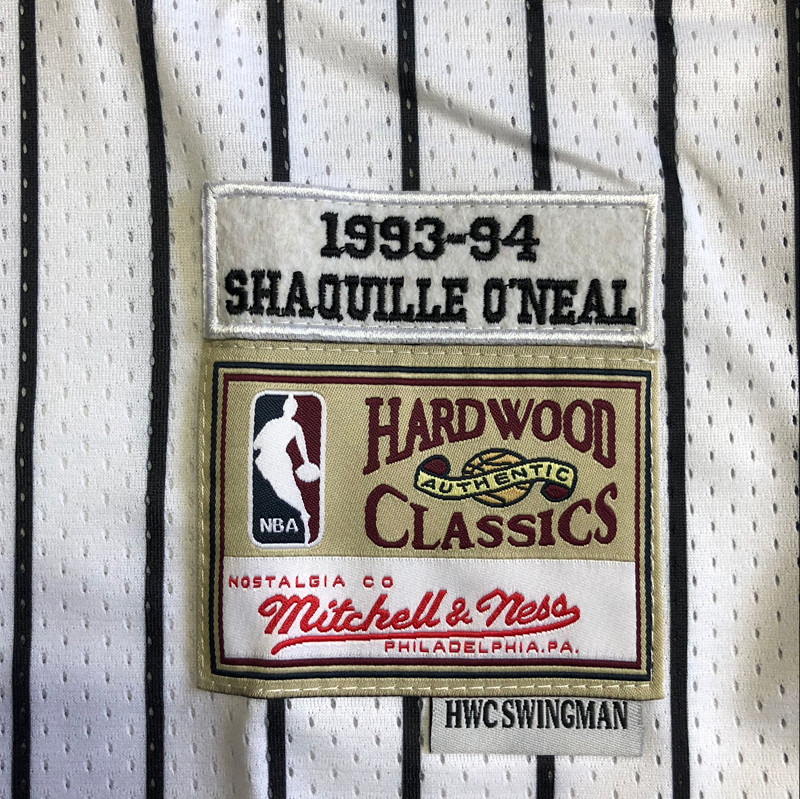 1993-94
SHAQUILLE O'NEAL
NBA
HARDWOOD
AUTHENTIC
CLASSICS
NOSTALGIA CO
Mitchell & Ness
PHILADELPHIA.PA.
HWC SWINGMAN